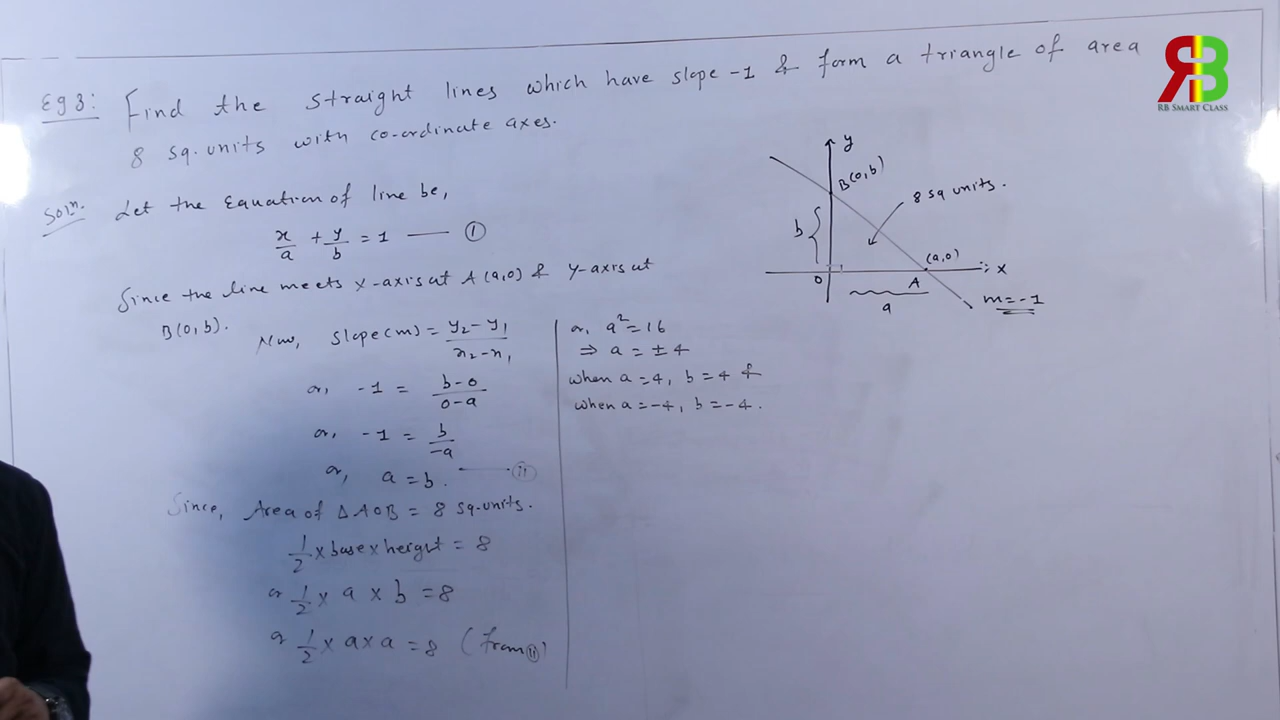 Eg 3: Find the straight lines which have slope -1 & form a triangle of area
8 sq. units with co-ordinate axes.
Solⁿ. Let the Equation of line be,
x/a + y/b = 1 —— ①
Since the line meets X-axis at A (a,0) & Y-axis at
B(0, b).
Now, slope(m) = y₂-y₁/x₂-x₁
or, -1 = b-0/0-a
or, -1 = b/-a
or, a = b. —— ⅱ
Since, Area of ΔAOB = 8 sq.units.
1/2 × base × height = 8
or 1/2 × a × b = 8
or 1/2 × a × a = 8 (from ⅱ)
or, a² = 16
⇒ a = ± 4
when a = 4, b = 4 &
when a = -4, b = -4.
y
B(0,b)
8 sq units.
b
(a,0)
x
O
A
a
m = -1
RB
RB SMART CLASS